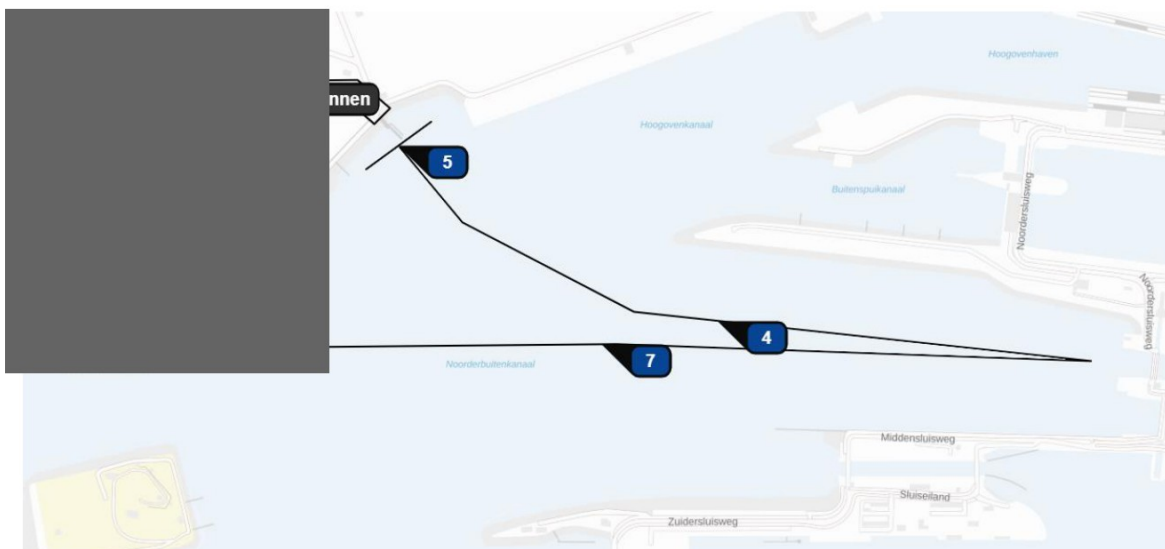 Hoogovenhaven
nnen
Hoogovenkanaal
5
Buitenspuikanaal
Noordersluisweg
Noordersluisweg
4
7
Noorderbuitenkanaal
Middensluisweg
Sluiseiland
Zuidersluisweg